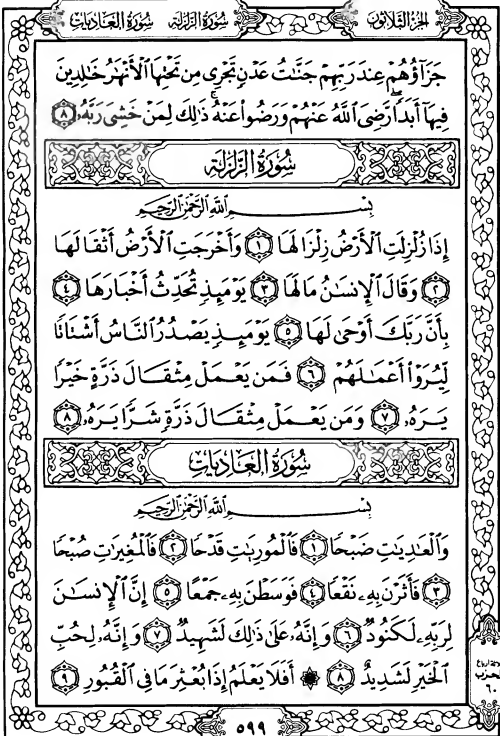 الجزء الثلاثون سورة الزلزلة سورة العاديات
جَزَآؤُهُمْ عِندَ رَبِّهِمْ جَنَّٰتُ عَدْنٍ تَجْرِى مِن تَحْتِهَا ٱلْأَنْهَٰرُ خَٰلِدِينَ
فِيهَآ أَبَدًا رَّضِىَ ٱللَّهُ عَنْهُمْ وَرَضُوا۟ عَنْهُ ذَٰلِكَ لِمَنْ خَشِىَ رَبَّهُۥ ٨
سُورَةُ الزَّلْزَلَة
بِسْمِ ٱللَّهِ ٱلرَّحْمَٰنِ ٱلرَّحِيمِ
إِذَا زُلْزِلَتِ ٱلْأَرْضُ زِلْزَالَهَا ١ وَأَخْرَجَتِ ٱلْأَرْضُ أَثْقَالَهَا
٢ وَقَالَ ٱلْإِنسَٰنُ مَا لَهَا ٣ يَوْمَئِذٍ تُحَدِّثُ أَخْبَارَهَا ٤
بِأَنَّ رَبَّكَ أَوْحَىٰ لَهَا ٥ يَوْمَئِذٍ يَصْدُرُ ٱلنَّاسُ أَشْتَاتًا
لِّيُرَوْا۟ أَعْمَٰلَهُمْ ٦ فَمَن يَعْمَلْ مِثْقَالَ ذَرَّةٍ خَيْرًا
يَرَهُۥ ٧ وَمَن يَعْمَلْ مِثْقَالَ ذَرَّةٍ شَرًّا يَرَهُۥ ٨
سُورَةُ العَادِيَات
بِسْمِ ٱللَّهِ ٱلرَّحْمَٰنِ ٱلرَّحِيمِ
وَٱلْعَٰدِيَٰتِ ضَبْحًا ١ فَٱلْمُورِيَٰتِ قَدْحًا ٢ فَٱلْمُغِيرَٰتِ صُبْحًا
٣ فَأَثَرْنَ بِهِۦ نَقْعًا ٤ فَوَسَطْنَ بِهِۦ جَمْعًا ٥ إِنَّ ٱلْإِنسَٰنَ
لِرَبِّهِۦ لَكَنُودٌ ٦ وَإِنَّهُۥ عَلَىٰ ذَٰلِكَ لَشَهِيدٌ ٧ وَإِنَّهُۥ لِحُبِّ
ٱلْخَيْرِ لَشَدِيدٌ ٨ ۞ أَفَلَا يَعْلَمُ إِذَا بُعْثِرَ مَا فِى ٱلْقُبُورِ ٩
الحزب
٦٠
٥٩٩